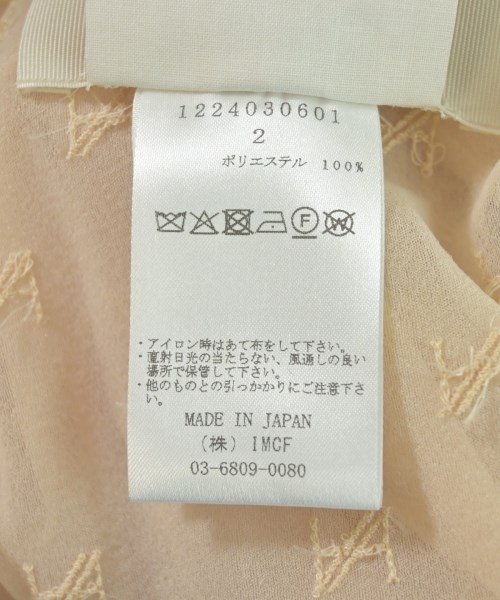 1224030601
2
ポリエステル 100%
F W
・アイロン時はあて布をして下さい。
・直射日光の当たらない、風通しの良い
場所で保管して下さい。
・他のものとの引っかかりにご注意下さ
い。
MADE IN JAPAN
(株) IMCF
03-6809-0080